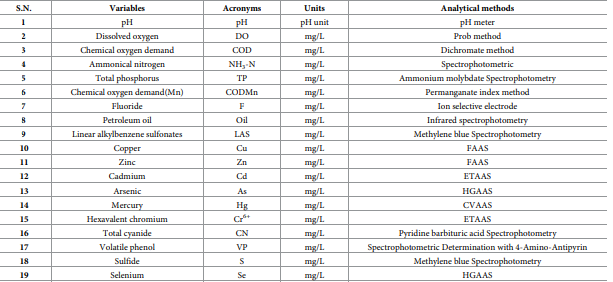 S.N. Variables Acronyms Units Analytical methods
1 pH pH pH unit pH meter
2 Dissolved oxygen DO mg/L Prob method
3 Chemical oxygen demand COD mg/L Dichromate method
4 Ammonical nitrogen NH3-N mg/L Spectrophotometric
5 Total phosphorus TP mg/L Ammonium molybdate Spectrophotometry
6 Chemical oxygen demand(Mn) CODMn mg/L Permanganate index method
7 Fluoride F mg/L Ion selective electrode
8 Petroleum oil Oil mg/L Infrared spectrophotometry
9 Linear alkylbenzene sulfonates LAS mg/L Methylene blue Spectrophotometry
10 Copper Cu mg/L FAAS
11 Zinc Zn mg/L FAAS
12 Cadmium Cd mg/L ETAAS
13 Arsenic As mg/L HGAAS
14 Mercury Hg mg/L CVAAS
15 Hexavalent chromium Cr6+ mg/L ETAAS
16 Total cyanide CN mg/L Pyridine barbituric acid Spectrophotometry
17 Volatile phenol VP mg/L Spectrophotometric Determination with 4-Amino-Antipyrin
18 Sulfide S mg/L Methylene blue Spectrophotometry
19 Selenium Se mg/L HGAAS